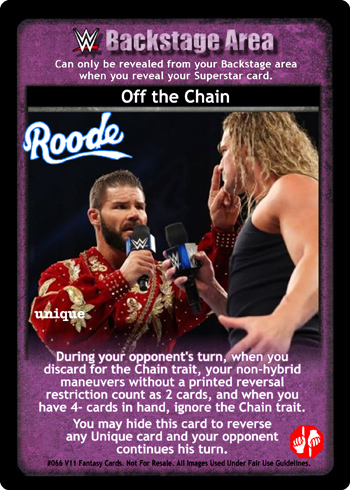 W Backstage Area
Can only be revealed from your Backstage area
when you reveal your Superstar card.
Off the Chain
Roode
unique
During your opponent's turn, when you
discard for the Chain trait, your non-hybrid
maneuvers without a printed reversal
restriction count as 2 cards, and when you
have 4- cards in hand, ignore the Chain trait.
You may hide this card to reverse
any Unique card and your opponent
continues his turn.
#066 V11 Fantasy Cards. Not For Resale. All Images Used Under Fair Use Guidelines.